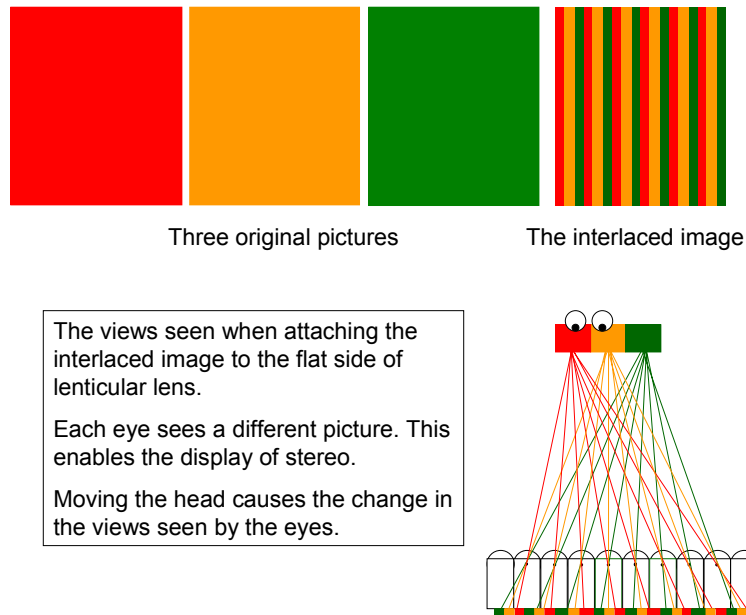 Three original pictures
The interlaced image
The views seen when attaching the
interlaced image to the flat side of
lenticular lens.
Each eye sees a different picture. This
enables the display of stereo.
Moving the head causes the change in
the views seen by the eyes.